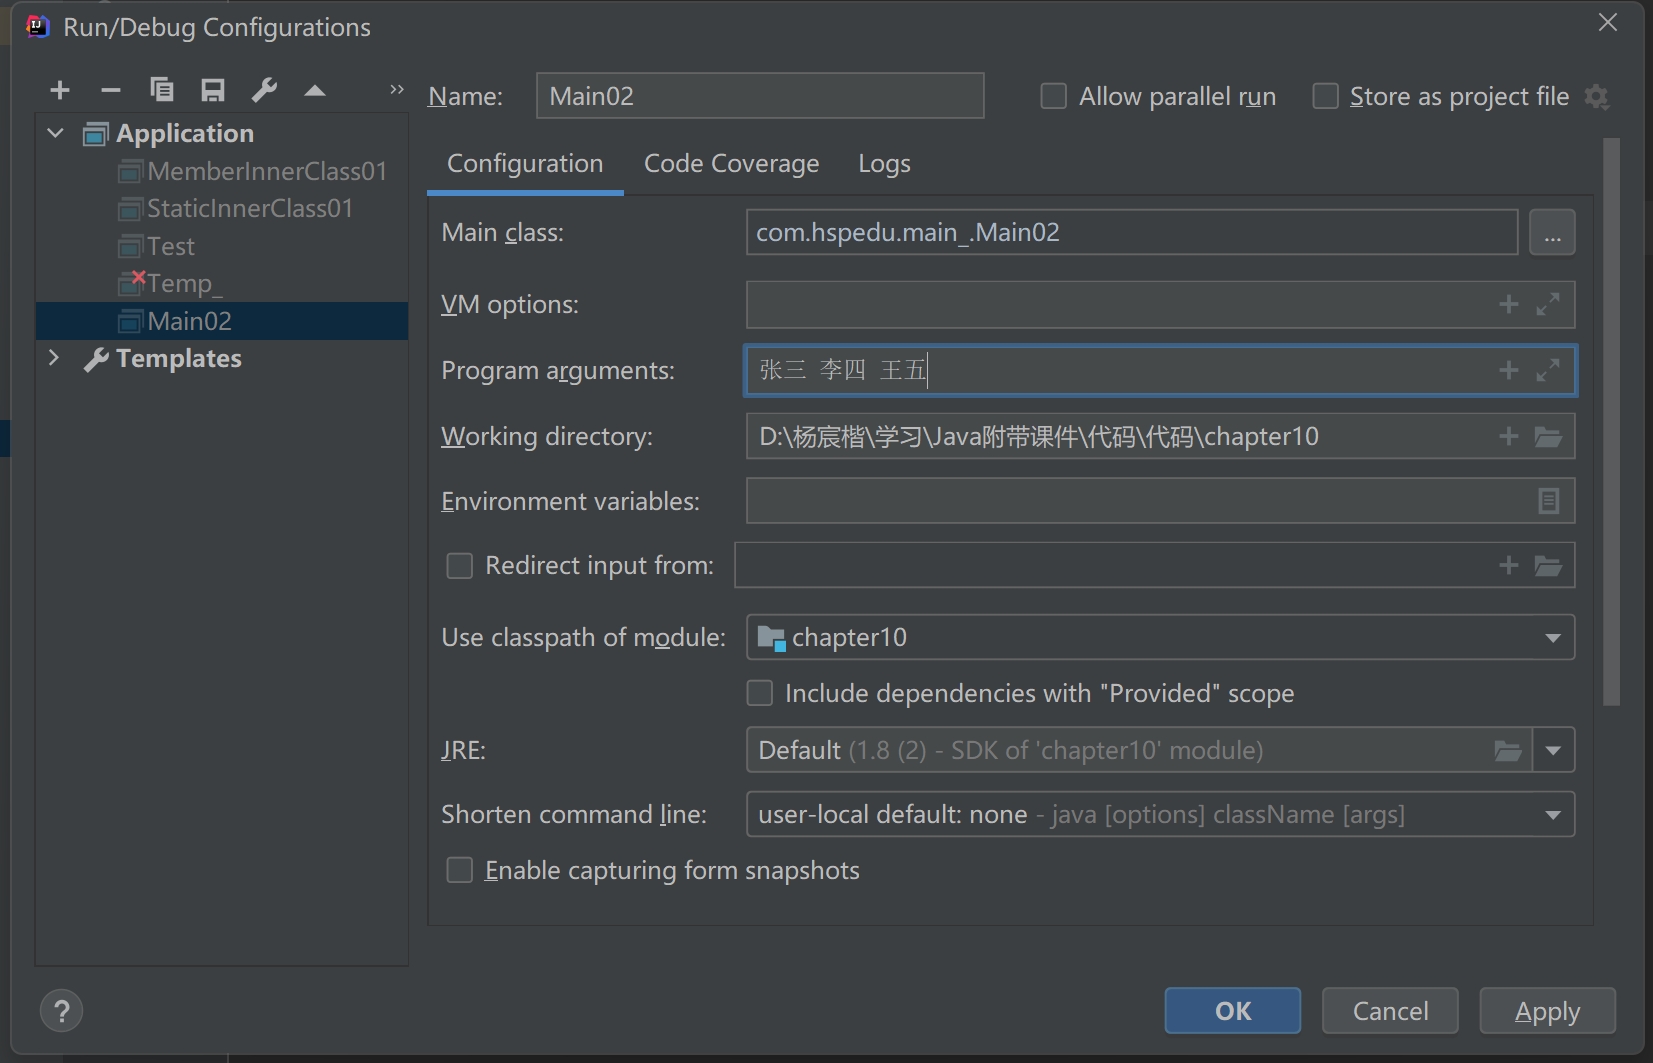 Run/Debug Configurations
Name: Main02 Allow parallel run Store as project file
Application
MemberInnerClass01
StaticInnerClass01
Test
Temp_
Main02
Templates
Configuration Code Coverage Logs
Main class: com.hspedu.main_.Main02 ...
VM options:
Program arguments: 张三 李四 王五
Working directory: D:\杨宸楷\学习\Java附带课件\代码\代码\chapter10
Environment variables:
Redirect input from:
Use classpath of module: chapter10
Include dependencies with "Provided" scope
JRE: Default (1.8 (2) - SDK of 'chapter10' module)
Shorten command line: user-local default: none - java [options] className [args]
Enable capturing form snapshots
? OK Cancel Apply